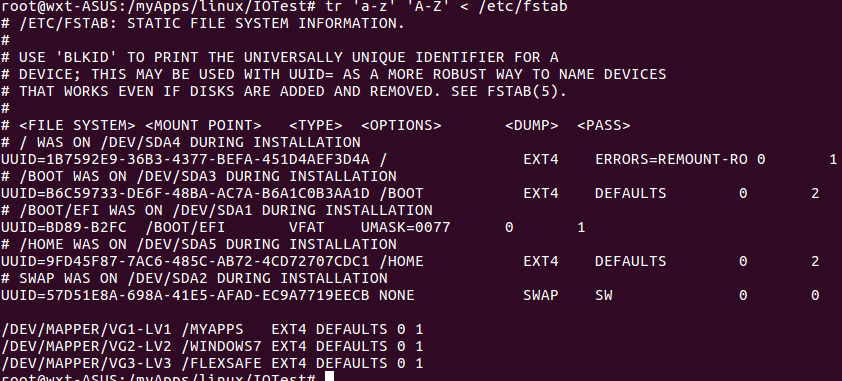 root@wxt-ASUS:/myApps/linux/IOTest# tr 'a-z' 'A-Z' < /etc/fstab
# /ETC/FSTAB: STATIC FILE SYSTEM INFORMATION.
#
# USE 'BLKID' TO PRINT THE UNIVERSALLY UNIQUE IDENTIFIER FOR A
# DEVICE; THIS MAY BE USED WITH UUID= AS A MORE ROBUST WAY TO NAME DEVICES
# THAT WORKS EVEN IF DISKS ARE ADDED AND REMOVED. SEE FSTAB(5).
#
# <FILE SYSTEM> <MOUNT POINT>   <TYPE>  <OPTIONS>       <DUMP>  <PASS>
# / WAS ON /DEV/SDA4 DURING INSTALLATION
UUID=1B7592E9-36B3-4377-BEFA-451D4AEF3D4A /               EXT4    ERRORS=REMOUNT-RO 0       1
# /BOOT WAS ON /DEV/SDA3 DURING INSTALLATION
UUID=B6C59733-DE6F-48BA-AC7A-B6A1C0B3AA1D /BOOT           EXT4    DEFAULTS        0       2
# /BOOT/EFI WAS ON /DEV/SDA1 DURING INSTALLATION
UUID=BD89-B2FC  /BOOT/EFI       VFAT    UMASK=0077      0       1
# /HOME WAS ON /DEV/SDA5 DURING INSTALLATION
UUID=9FD45F87-7AC6-485C-AB72-4CD72707CDC1 /HOME           EXT4    DEFAULTS        0       2
# SWAP WAS ON /DEV/SDA2 DURING INSTALLATION
UUID=57D51E8A-698A-41E5-AFAD-EC9A7719EECB NONE            SWAP    SW              0       0
/DEV/MAPPER/VG1-LV1 /MYAPPS   EXT4 DEFAULTS 0 1
/DEV/MAPPER/VG2-LV2 /WINDOWS7 EXT4 DEFAULTS 0 1
/DEV/MAPPER/VG3-LV3 /FLEXSAFE EXT4 DEFAULTS 0 1
root@wxt-ASUS:/myApps/linux/IOTest#